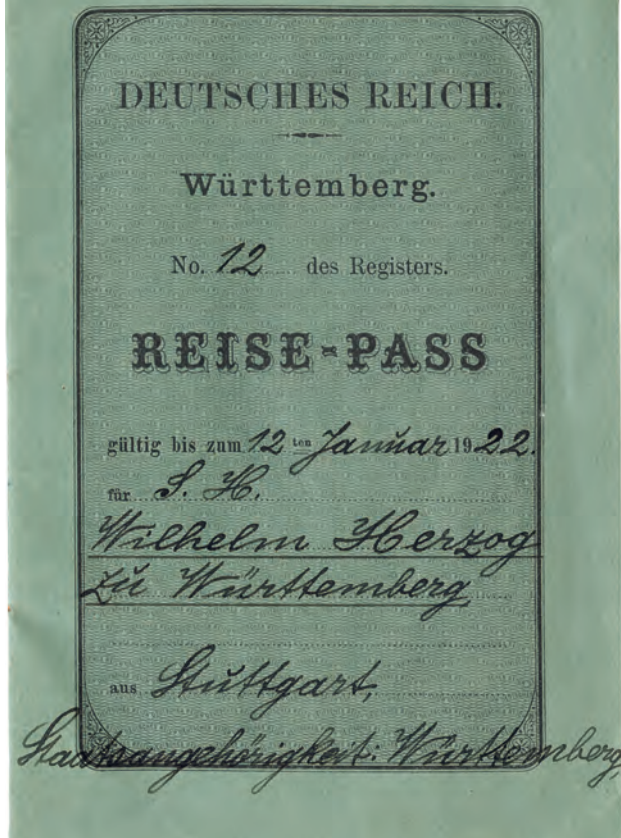 DEUTSCHES REICH.
Württemberg.
No. 12 des Registers.
REISE-PASS
gültig bis zum 12ten Januar 1922.
für S. H.
Wilhelm Herzog
zu Württemberg
aus Stuttgart,
Staatsangehörigkeit: Württemberg,